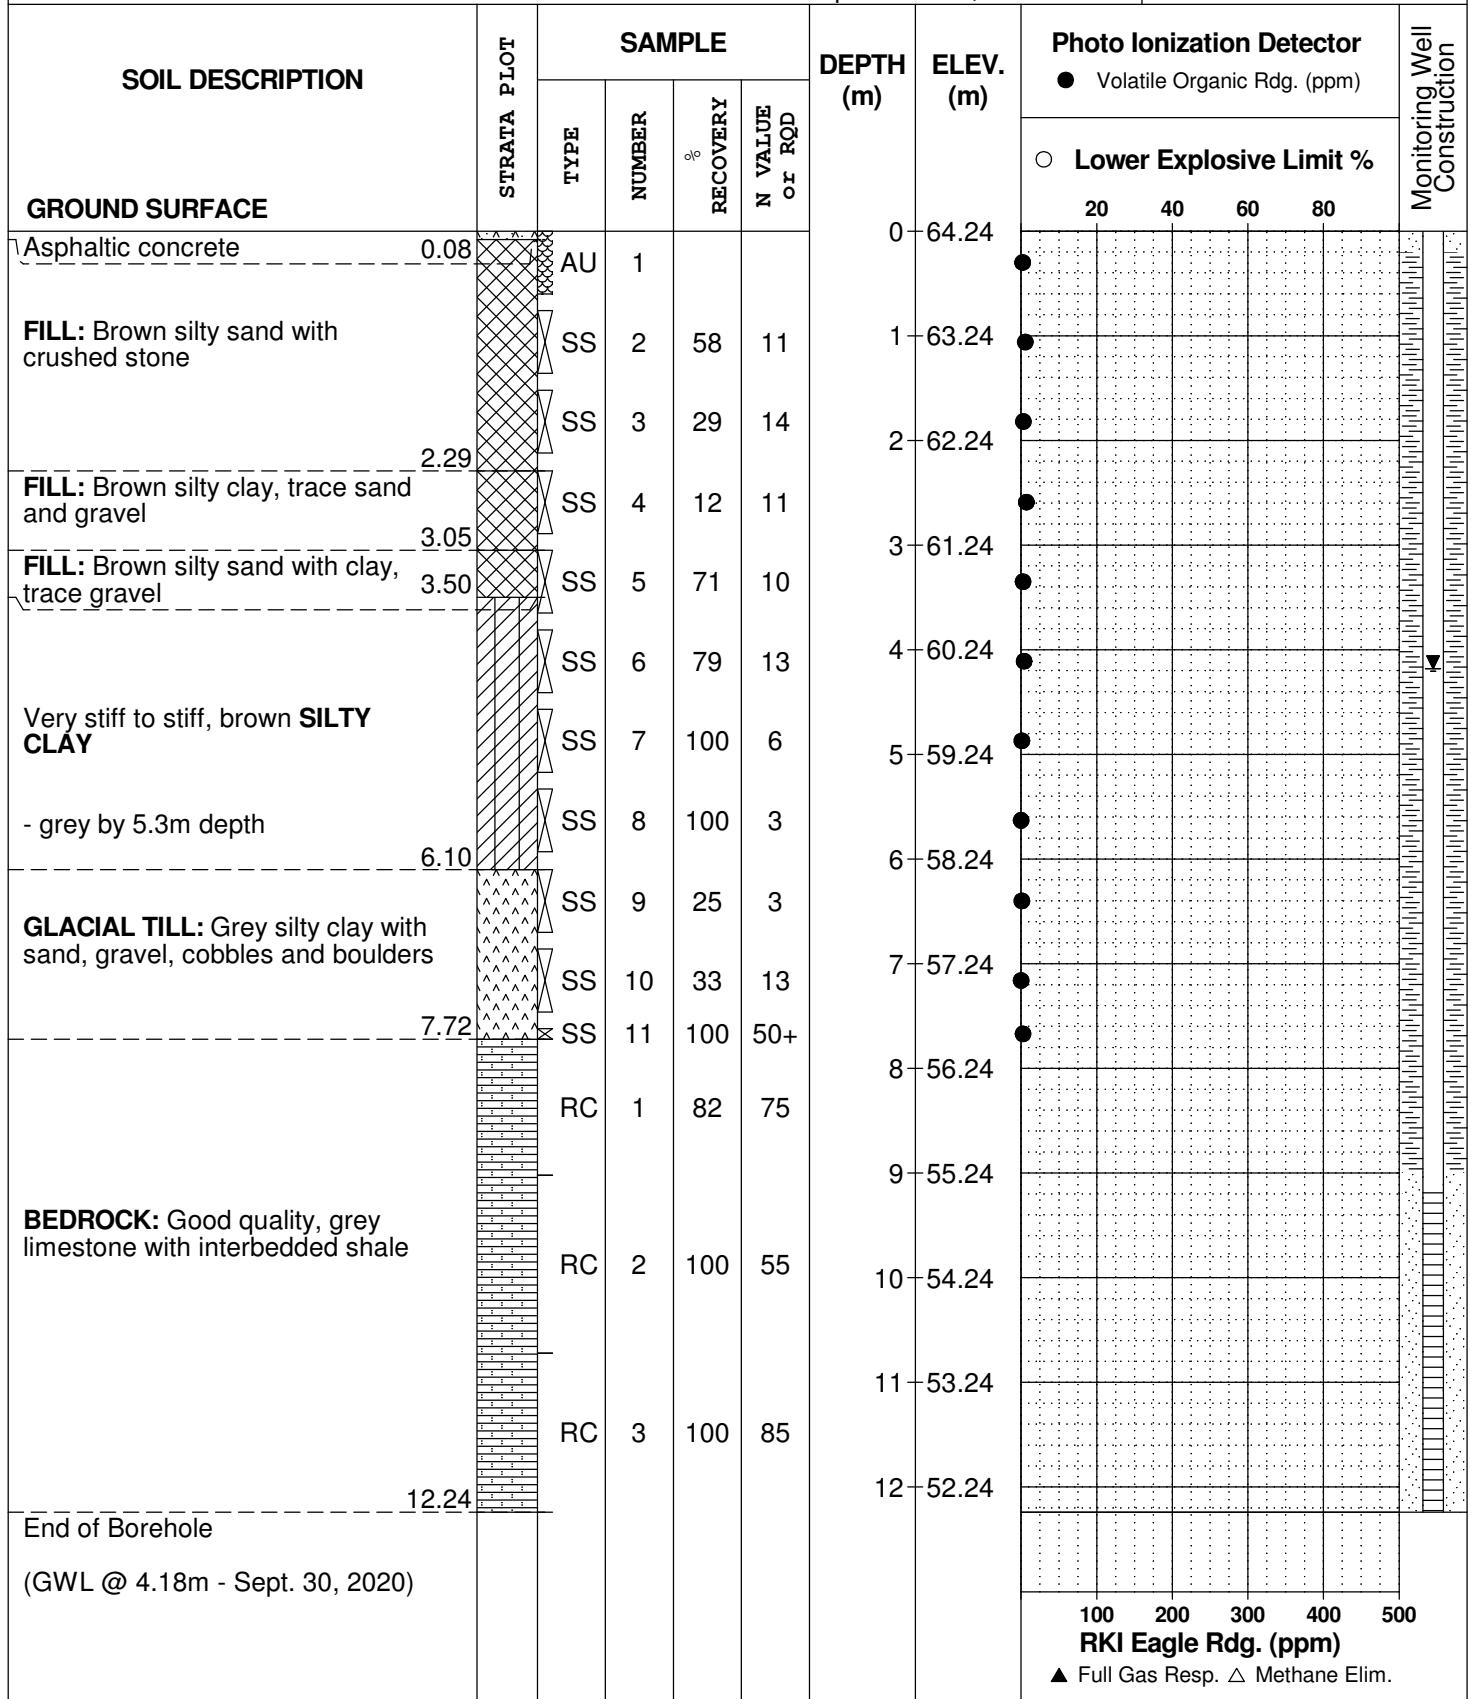 SOIL DESCRIPTION
GROUND SURFACE
STRATA PLOT
SAMPLE
TYPE
NUMBER
%
RECOVERY
N VALUE
or RQD
DEPTH
(m)
ELEV.
(m)
Photo Ionization Detector
● Volatile Organic Rdg. (ppm)
○ Lower Explosive Limit %
20 40 60 80
Monitoring Well
Construction
0 64.24
Asphaltic concrete 0.08
AU 1
FILL: Brown silty sand with
crushed stone
SS 2 58 11
1 63.24
SS 3 29 14
2 62.24
2.29
FILL: Brown silty clay, trace sand
and gravel
SS 4 12 11
3.05
3 61.24
FILL: Brown silty sand with clay,
trace gravel 3.50
SS 5 71 10
4 60.24
SS 6 79 13
Very stiff to stiff, brown SILTY
CLAY
SS 7 100 6
5 59.24
- grey by 5.3m depth
SS 8 100 3
6.10
6 58.24
SS 9 25 3
GLACIAL TILL: Grey silty clay with
sand, gravel, cobbles and boulders
7 57.24
SS 10 33 13
7.72
SS 11 100 50+
8 56.24
RC 1 82 75
9 55.24
BEDROCK: Good quality, grey
limestone with interbedded shale
RC 2 100 55
10 54.24
11 53.24
RC 3 100 85
12 52.24
12.24
End of Borehole
(GWL @ 4.18m - Sept. 30, 2020)
100 200 300 400 500
RKI Eagle Rdg. (ppm)
▲ Full Gas Resp. △ Methane Elim.